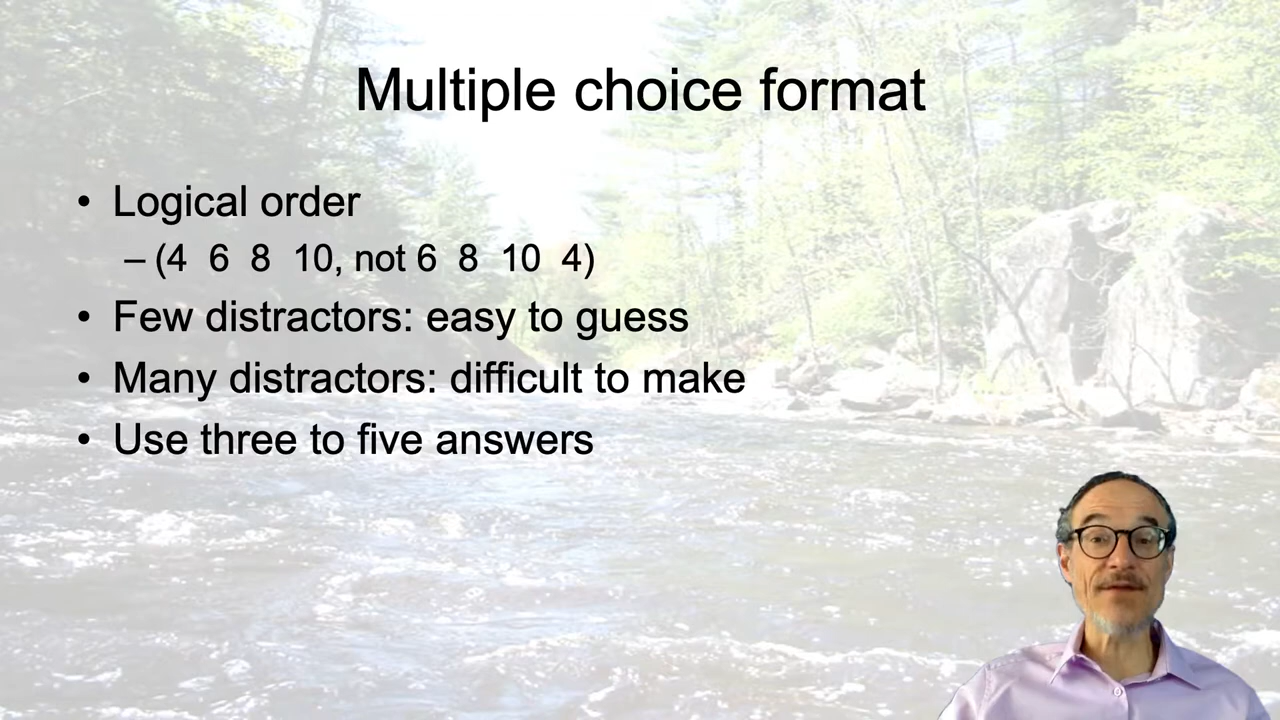 Multiple choice format
• Logical order
– (4 6 8 10, not 6 8 10 4)
• Few distractors: easy to guess
• Many distractors: difficult to make
• Use three to five answers